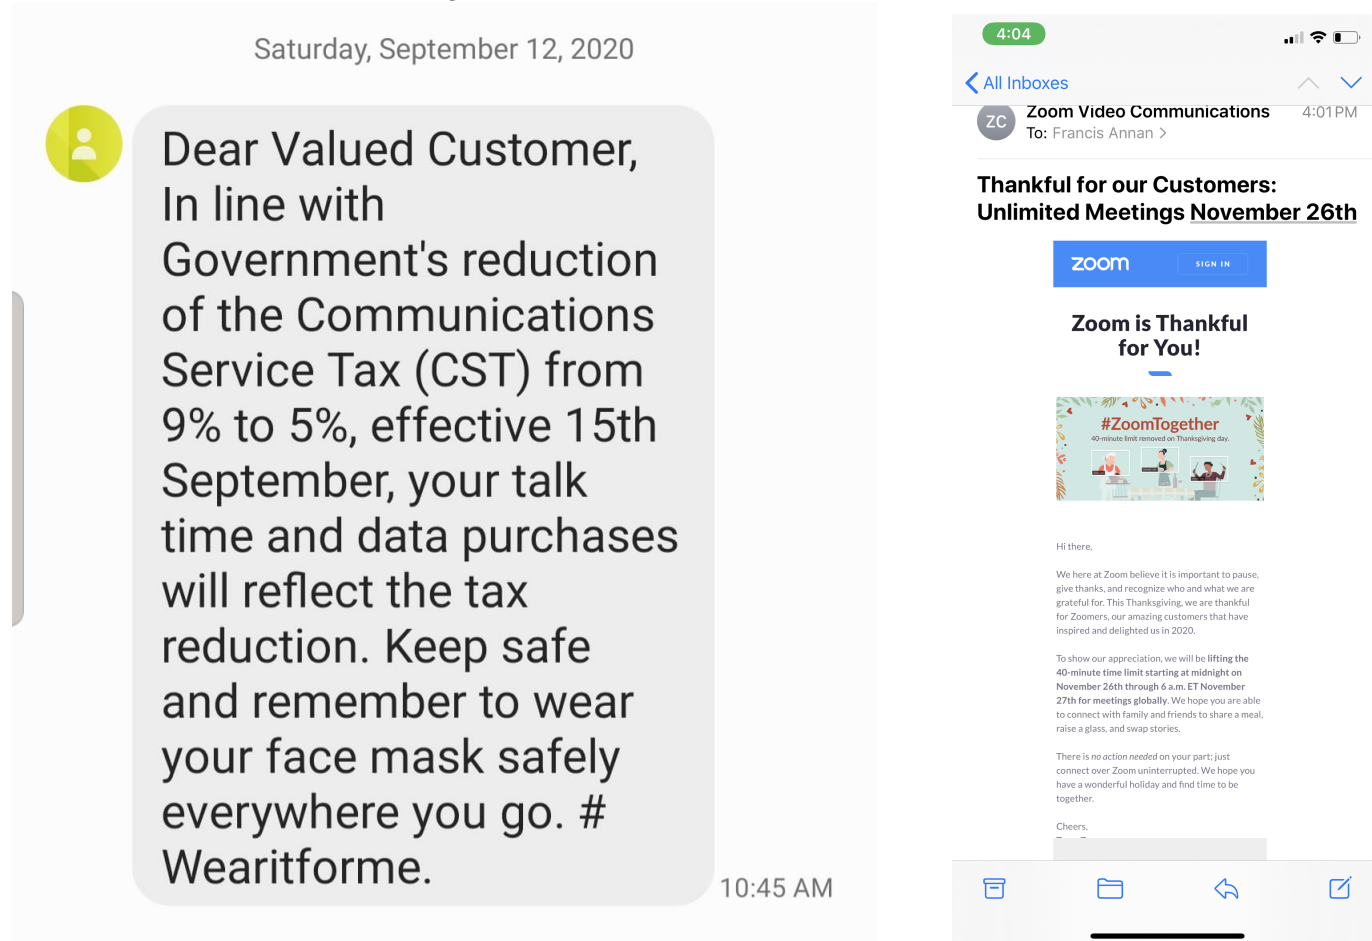 Saturday, September 12, 2020
Dear Valued Customer,
In line with
Government's reduction
of the Communications
Service Tax (CST) from
9% to 5%, effective 15th
September, your talk
time and data purchases
will reflect the tax
reduction. Keep safe
and remember to wear
your face mask safely
everywhere you go. #
Wearitforme.
10:45 AM
4:04
All Inboxes
ZC
Zoom Video Communications
4:01 PM
To: Francis Annan >
Thankful for our Customers:
Unlimited Meetings November 26th
zoom
SIGN IN
Zoom is Thankful
for You!
#ZoomTogether
40-minute limit removed on Thanksgiving day.
Hi there,
We here at Zoom believe it is important to pause,
give thanks, and recognize who and what we are
grateful for. This Thanksgiving, we are thankful
for Zoomers, our amazing customers that have
inspired and delighted us in 2020.
To show our appreciation, we will be lifting the
40-minute time limit starting at midnight on
November 26th through 6 a.m. ET November
27th for meetings globally. We hope you are able
to connect with family and friends to share a meal,
raise a glass, and swap stories.
There is no action needed on your part; just
connect over Zoom uninterrupted. We hope you
have a wonderful holiday and find time to be
together.
Cheers,